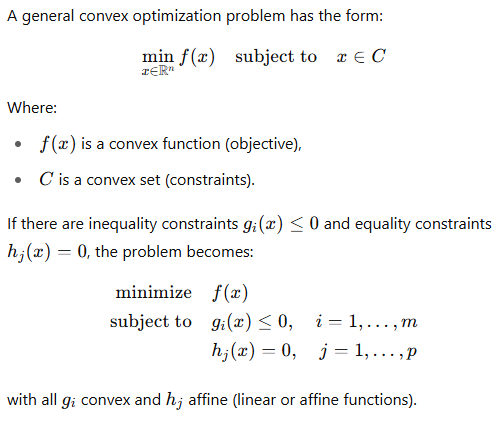 A general convex optimization problem has the form:
min f(x) subject to x ∈ C
x∈ℝⁿ
Where:
• f(x) is a convex function (objective),
• C is a convex set (constraints).
If there are inequality constraints gᵢ(x) ≤ 0 and equality constraints
hⱼ(x) = 0, the problem becomes:
minimize f(x)
subject to gᵢ(x) ≤ 0, i = 1, . . . , m
hⱼ(x) = 0, j = 1, . . . , p
with all gᵢ convex and hⱼ affine (linear or affine functions).